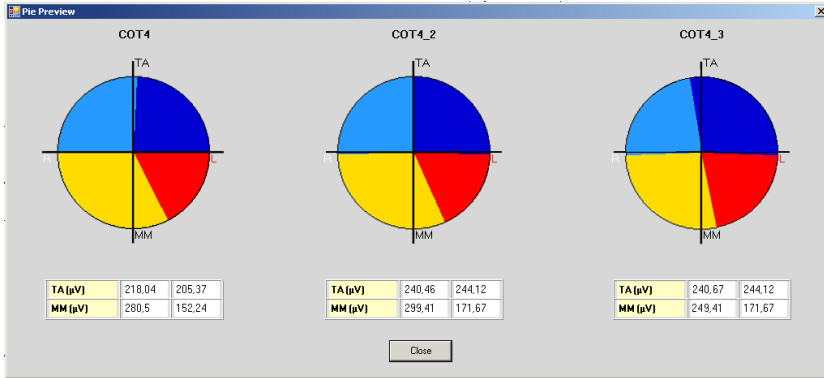 Pie Preview
COT4 COT4_2 COT4_3
TA TA TA
R L R L R L
MM MM MM
TA (µV) 218,04 205,37 TA (µV) 240,46 244,12 TA (µV) 240,67 244,12
MM (µV) 280,5 152,24 MM (µV) 299,41 171,67 MM (µV) 249,41 171,67
Close